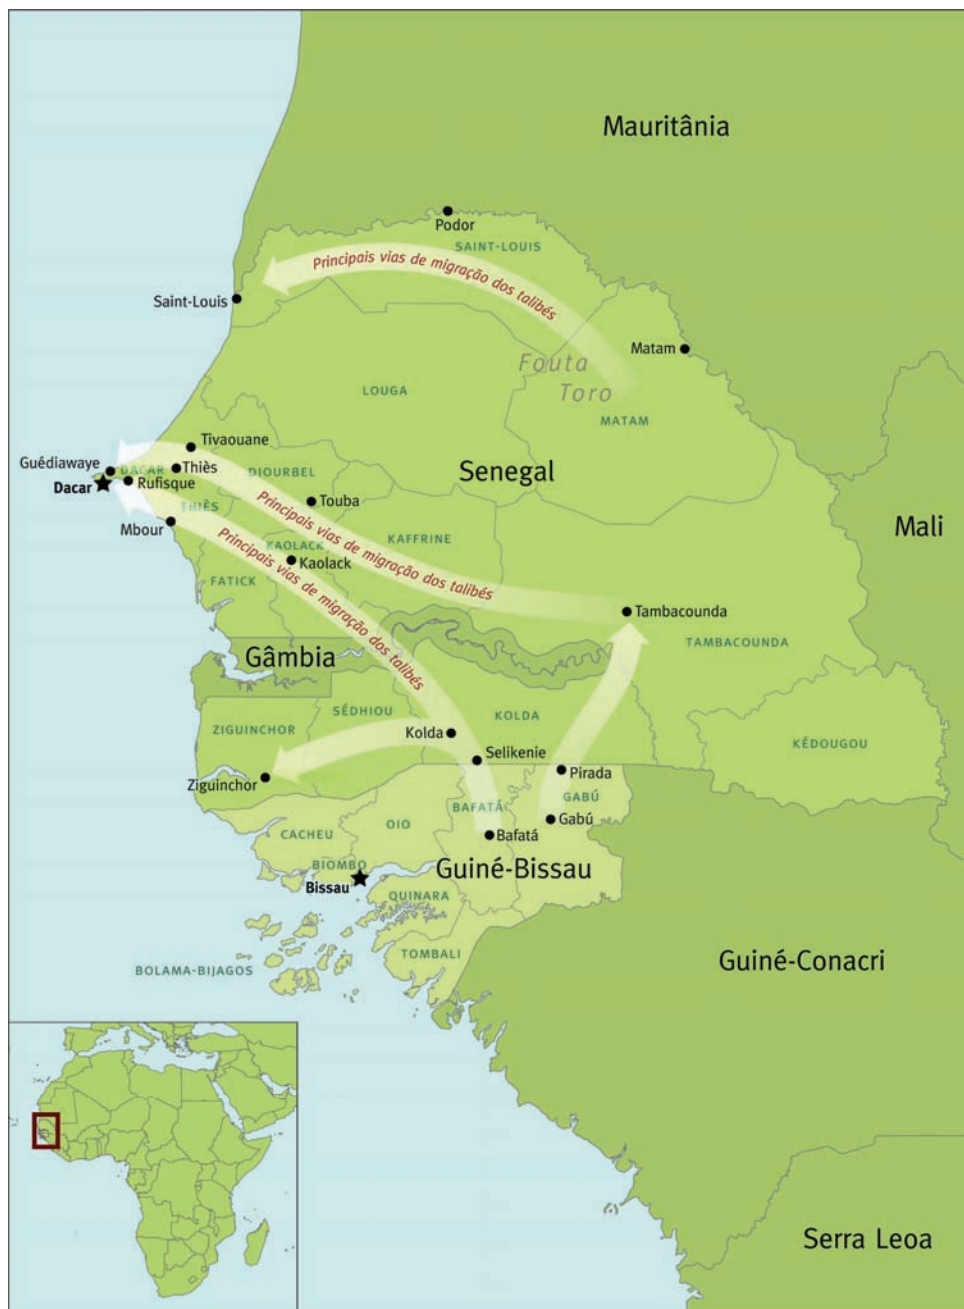 Mauritânia
Podor
SAINT-LOUIS
Principais vias de migração dos talibés
Saint-Louis
Matam
Fouta
Toro
LOUGA
MATAM
Tivaouane
Guédiawaye
DACAR
Thiès
DIOURBEL
Senegal
Dacar
Rufisque
Touba
THIÈS
Mbour
Principais vias de migração dos talibés
Mali
KAOLACK
KAFFRINE
Kaolack
FATICK
Principais vias de migração dos talibés
Tambacounda
TAMBACOUNDA
Gâmbia
SÉDHIOU
KOLDA
ZIGUINCHOR
Kolda
KÉDOUGOU
Selikenie
Ziguinchor
Pirada
BAFATÁ
GABÚ
Gabú
OIO
CACHEU
Bafatá
BIOMBO
Guiné-Bissau
Bissau
QUINARA
TOMBALI
Guiné-Conacri
BOLAMA-BIJAGOS
Serra Leoa